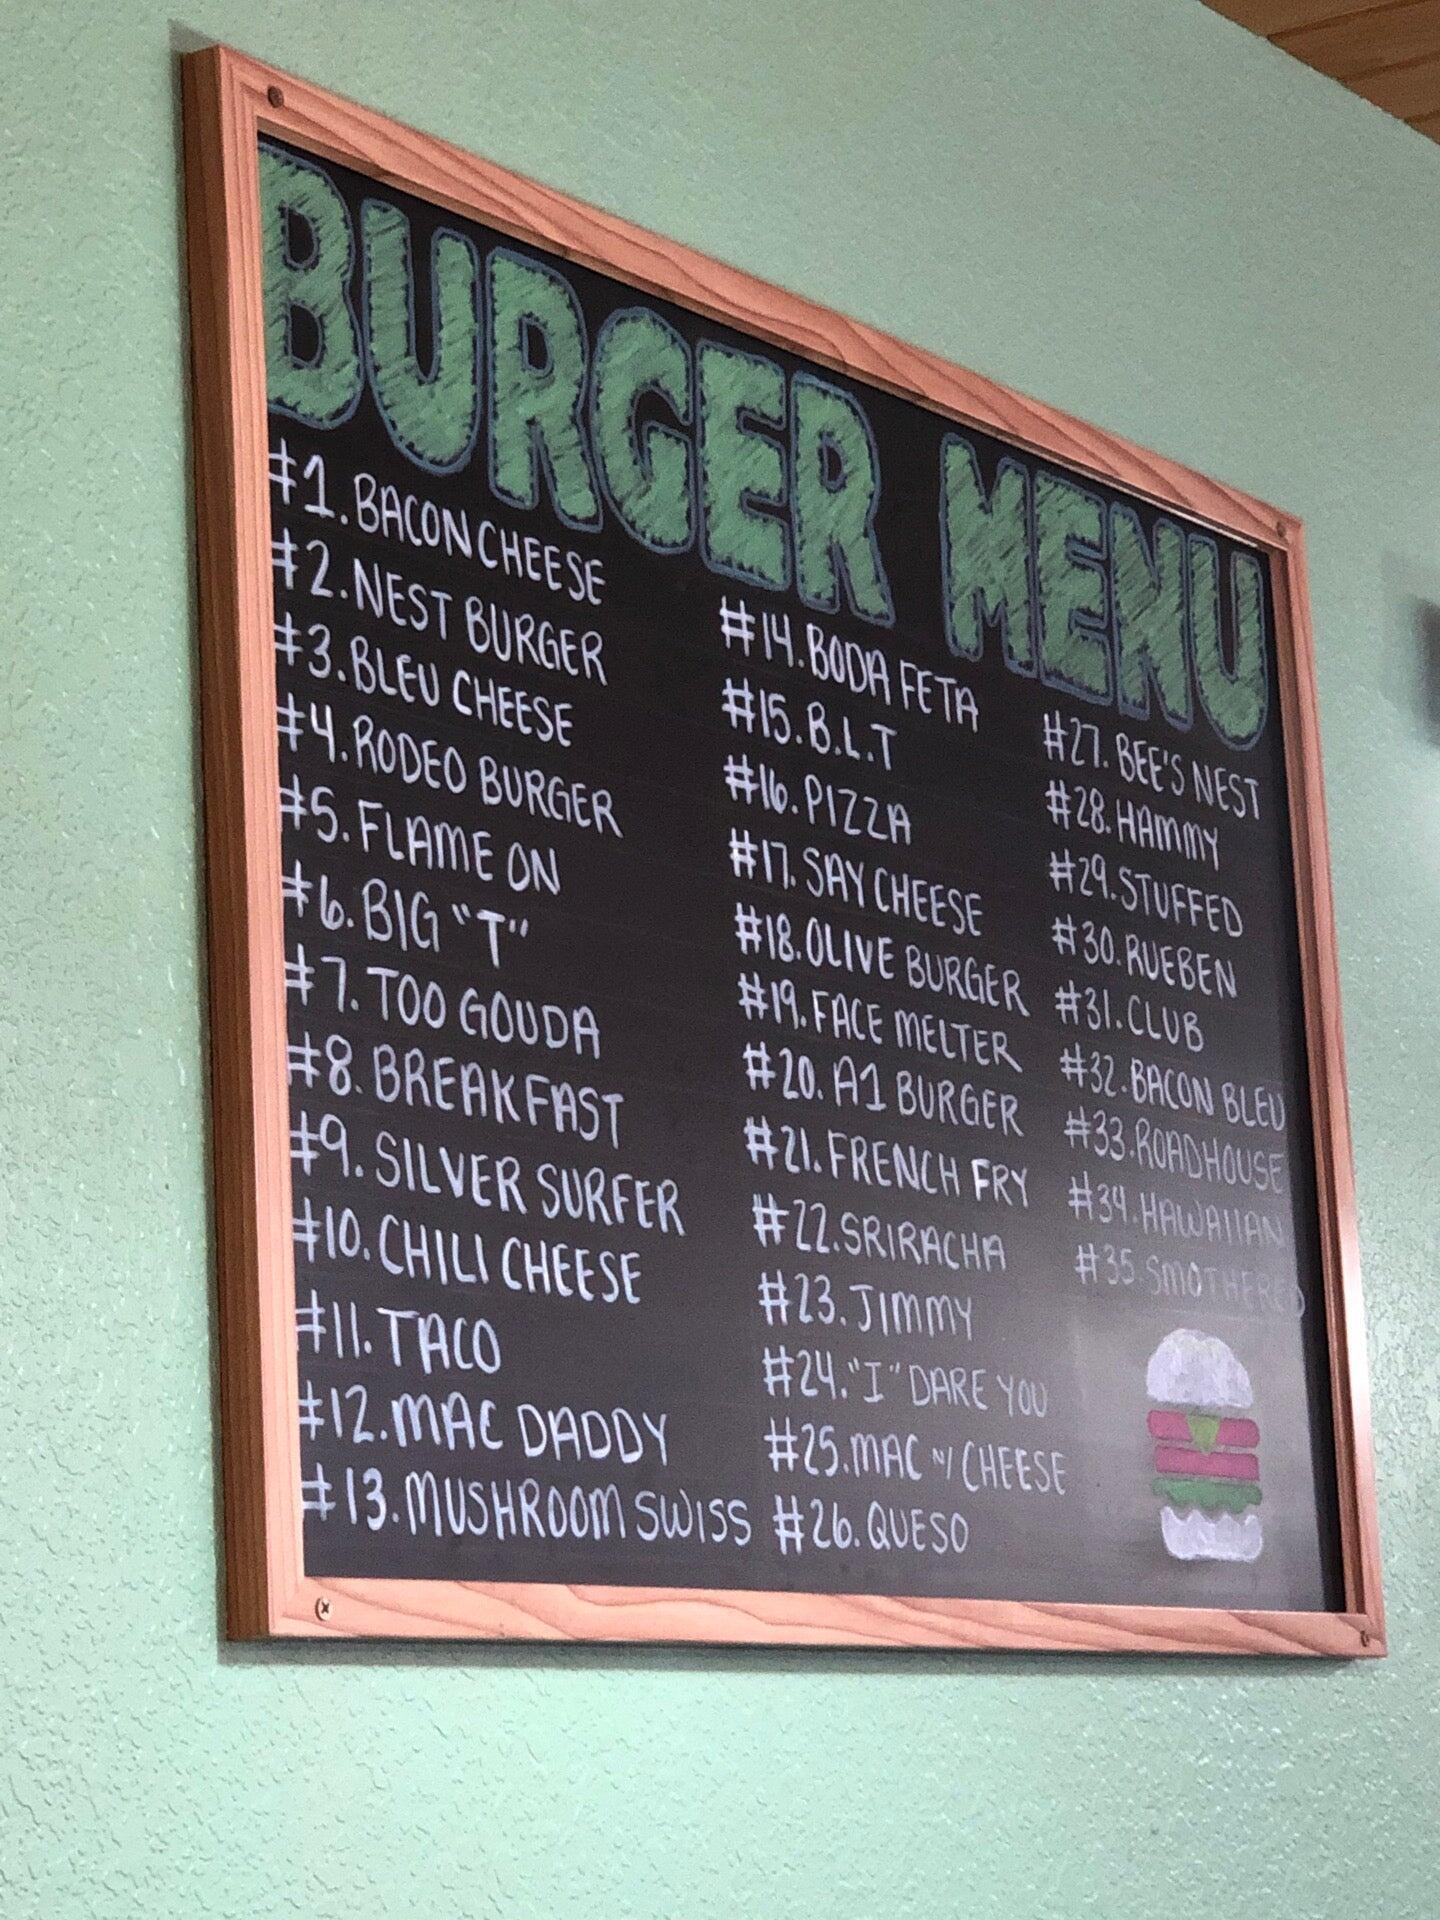 BURGER MENU
#1. BACON CHEESE
#2. NEST BURGER
#3. BLEU CHEESE
#4. RODEO BURGER
#5. FLAME ON
#6. BIG "T"
#7. TOO GOUDA
#8. BREAKFAST
#9. SILVER SURFER
#10. CHILI CHEESE
#11. TACO
#12. MAC DADDY
#13. MUSHROOM SWISS
#14. BODA FETA
#15. B.L.T
#16. PIZZA
#17. SAY CHEESE
#18. OLIVE BURGER
#19. FACE MELTER
#20. A1 BURGER
#21. FRENCH FRY
#22. SRIRACHA
#23. JIMMY
#24. "I" DARE YOU
#25. MAC N/ CHEESE
#26. QUESO
#27. BEE'S NEST
#28. HAMMY
#29. STUFFED
#30. RUEBEN
#31. CLUB
#32. BACON BLEU
#33. ROADHOUSE
#34. HAWAIIAN
#35. SMOTHERED